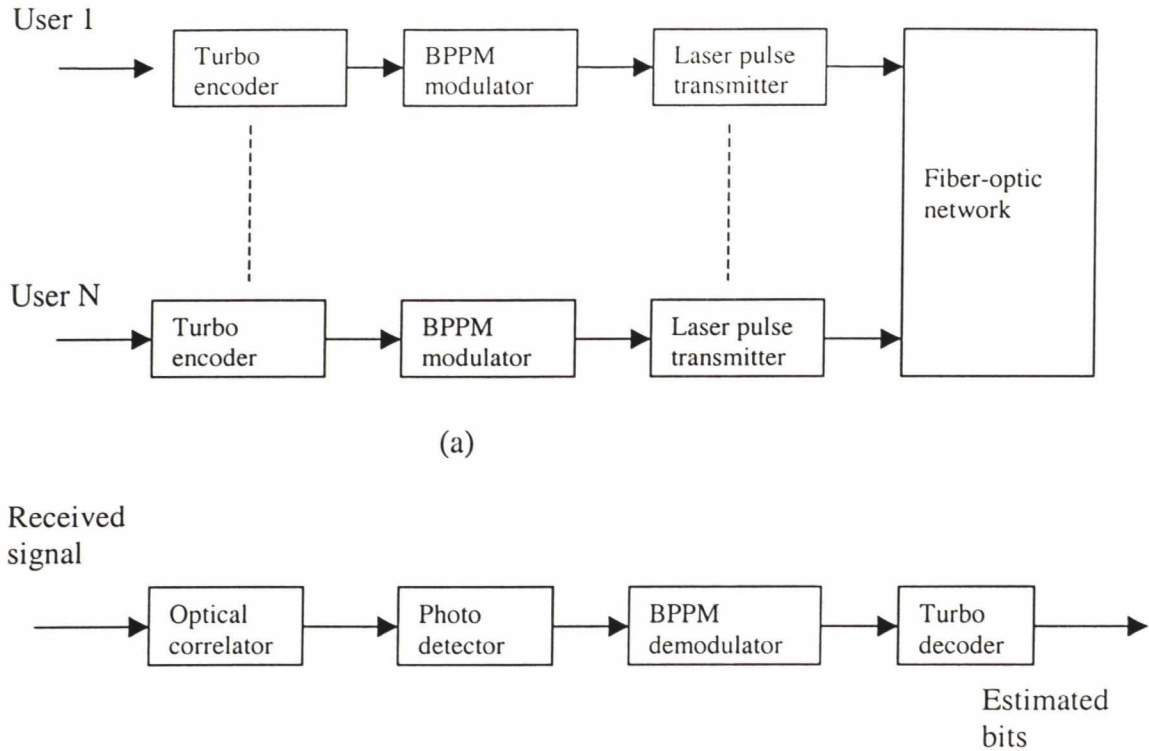 User 1
Turbo
encoder
BPPM
modulator
Laser pulse
transmitter
Fiber-optic
network
User N
Turbo
encoder
BPPM
modulator
Laser pulse
transmitter
(a)
Received
signal
Optical
correlator
Photo
detector
BPPM
demodulator
Turbo
decoder
Estimated
bits